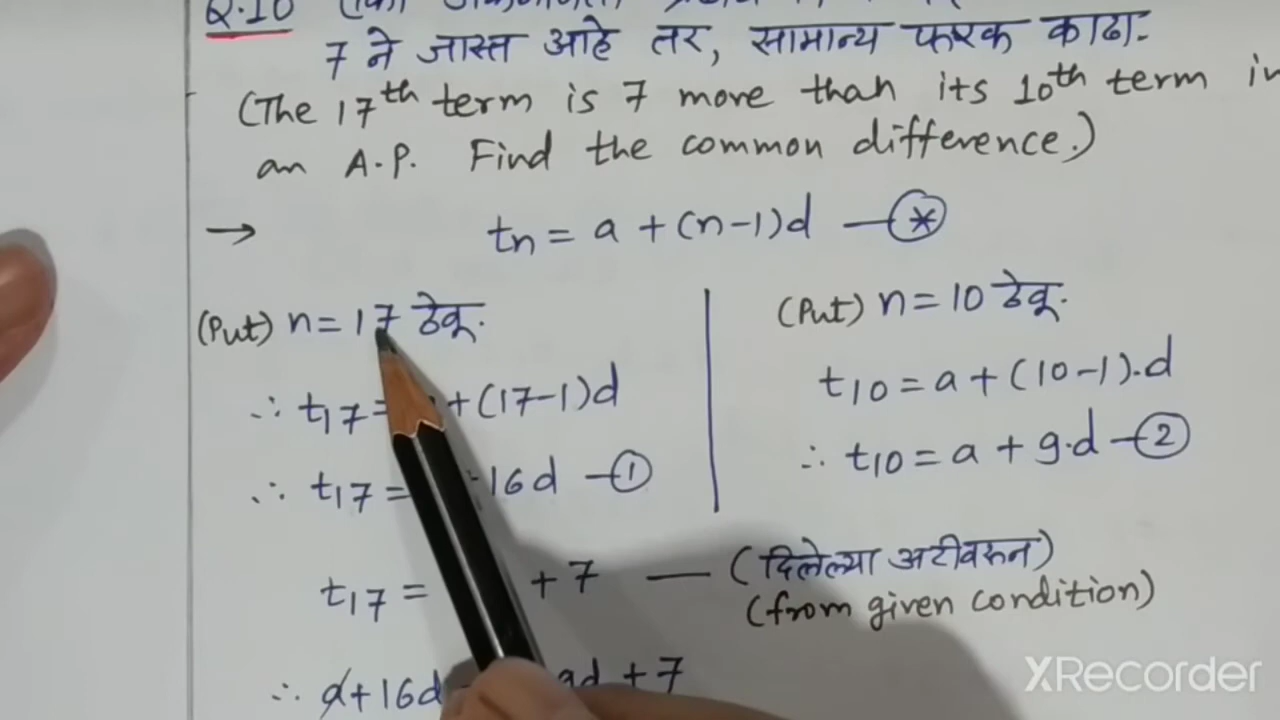 Q.10
7 ने जास्त आहे तर, सामान्य फरक काढा.
(The 17th term is 7 more than its 10th term in
an A.P. Find the common difference.)
→ tn = a + (n-1)d — *
(Put) n = 17 ठेवू.
∴ t17 = + (17-1)d
∴ t17 = 16d — 1
(Put) n = 10 ठेवू.
t10 = a + (10-1).d
∴ t10 = a + 9.d — 2
t17 = + 7 — (दिलेल्या अटीवरून)
(from given condition)
∴ a + 16d 9d + 7
XRecorder